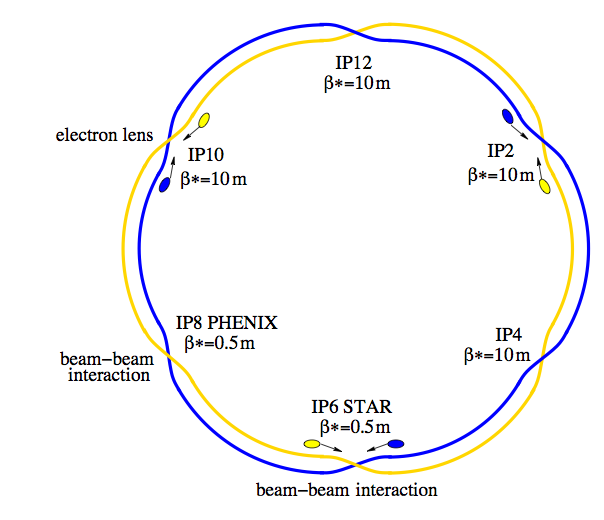 IP12
β*=10m
electron lens
IP10
β*=10m
IP2
β*=10m
IP8 PHENIX
β*=0.5m
beam-beam
interaction
IP4
β*=10m
IP6 STAR
β*=0.5m
beam-beam interaction